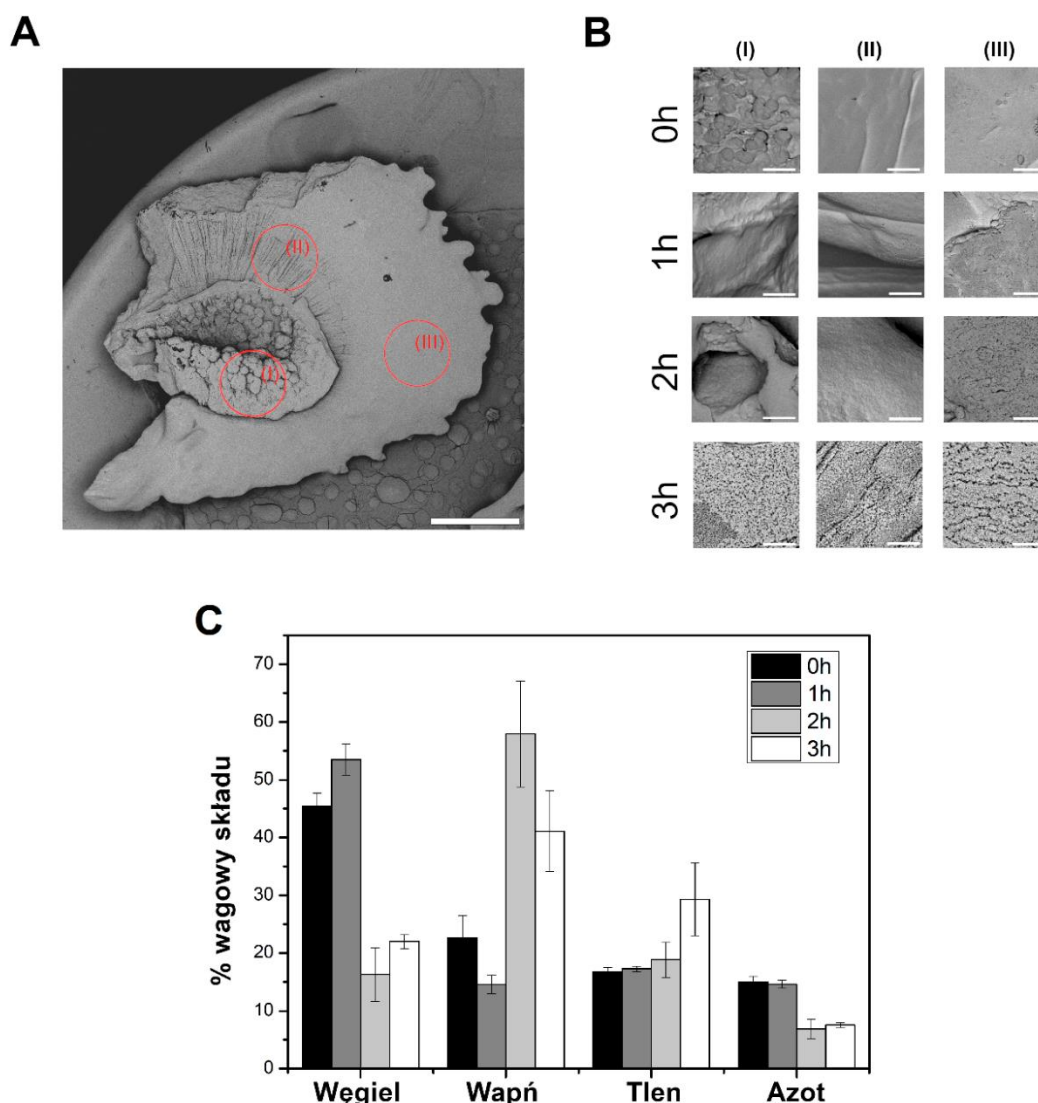 A
(II)
(III)
(I)
B
(I) (II) (III)
0h
1h
2h
3h
C
% wagowy składu
70
60
50
40
30
20
10
0
0h
1h
2h
3h
Węgiel Wapń Tlen Azot